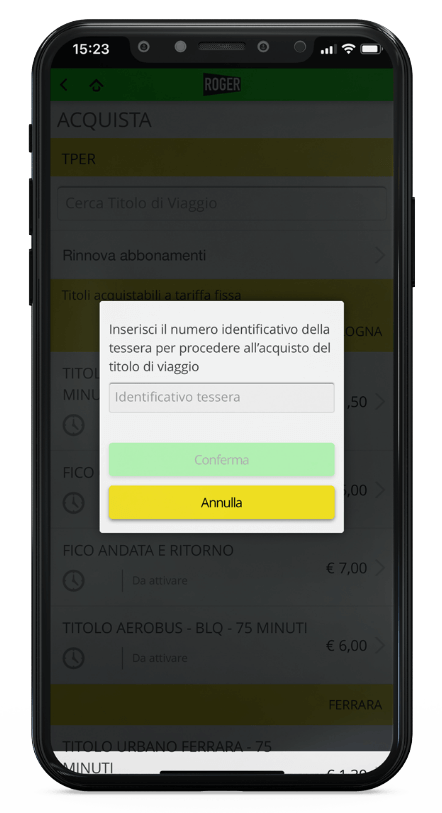 15:23
ROGER
ACQUISTA
TPER
Cerca Titolo di Viaggio
Rinnova abbonamenti
Titoli acquistabili a tariffa fissa
OGNA
Inserisci il numero identificativo della
tessera per procedere all'acquisto del
titolo di viaggio
Identificativo tessera
Conferma
Annulla
TITOL
MINU
,50
FICO
,00
FICO ANDATA E RITORNO
€ 7,00
Da attivare
TITOLO AEROBUS - BLQ - 75 MINUTI
€ 6,00
Da attivare
FERRARA
TITOLO URBANO FERRARA - 75
MINUTI